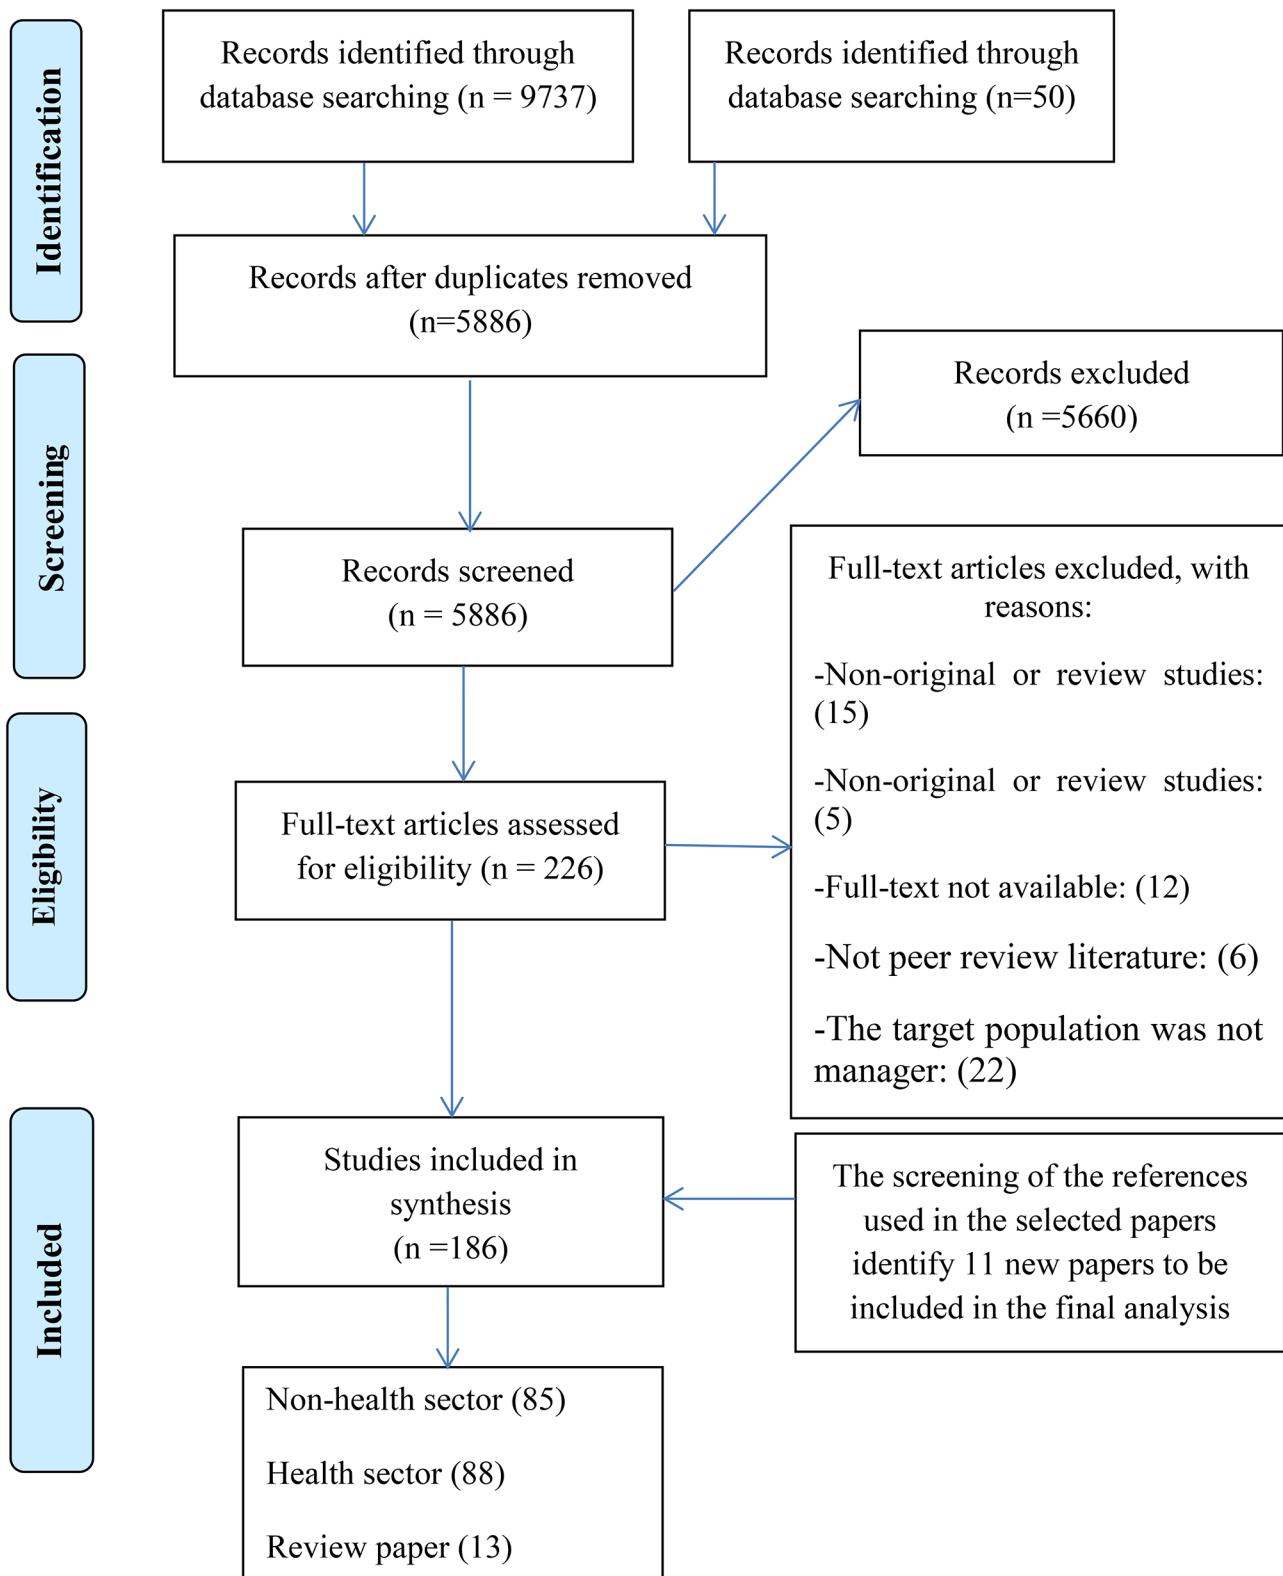 Identification
Records identified through
database searching (n = 9737)
Records identified through
database searching (n=50)
Records after duplicates removed
(n=5886)
Screening
Records excluded
(n =5660)
Records screened
(n = 5886)
Eligibility
Full-text articles assessed
for eligibility (n = 226)
Full-text articles excluded, with
reasons:
-Non-original or review studies:
(15)
-Non-original or review studies:
(5)
-Full-text not available: (12)
-Not peer review literature: (6)
-The target population was not
manager: (22)
Included
Studies included in
synthesis
(n =186)
The screening of the references
used in the selected papers
identify 11 new papers to be
included in the final analysis
Non-health sector (85)
Health sector (88)
Review paper (13)